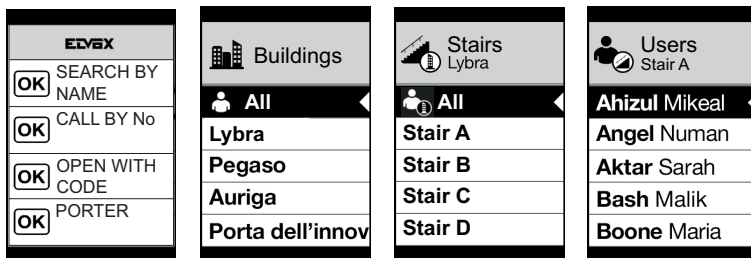 ELVOX
OK SEARCH BY
NAME
OK CALL BY No
OK OPEN WITH
CODE
OK PORTER
Buildings
All
Lybra
Pegaso
Auriga
Porta dell'innov
Stairs
Lybra
All
Stair A
Stair B
Stair C
Stair D
Users
Stair A
Ahizul Mikeal
Angel Numan
Aktar Sarah
Bash Malik
Boone Maria